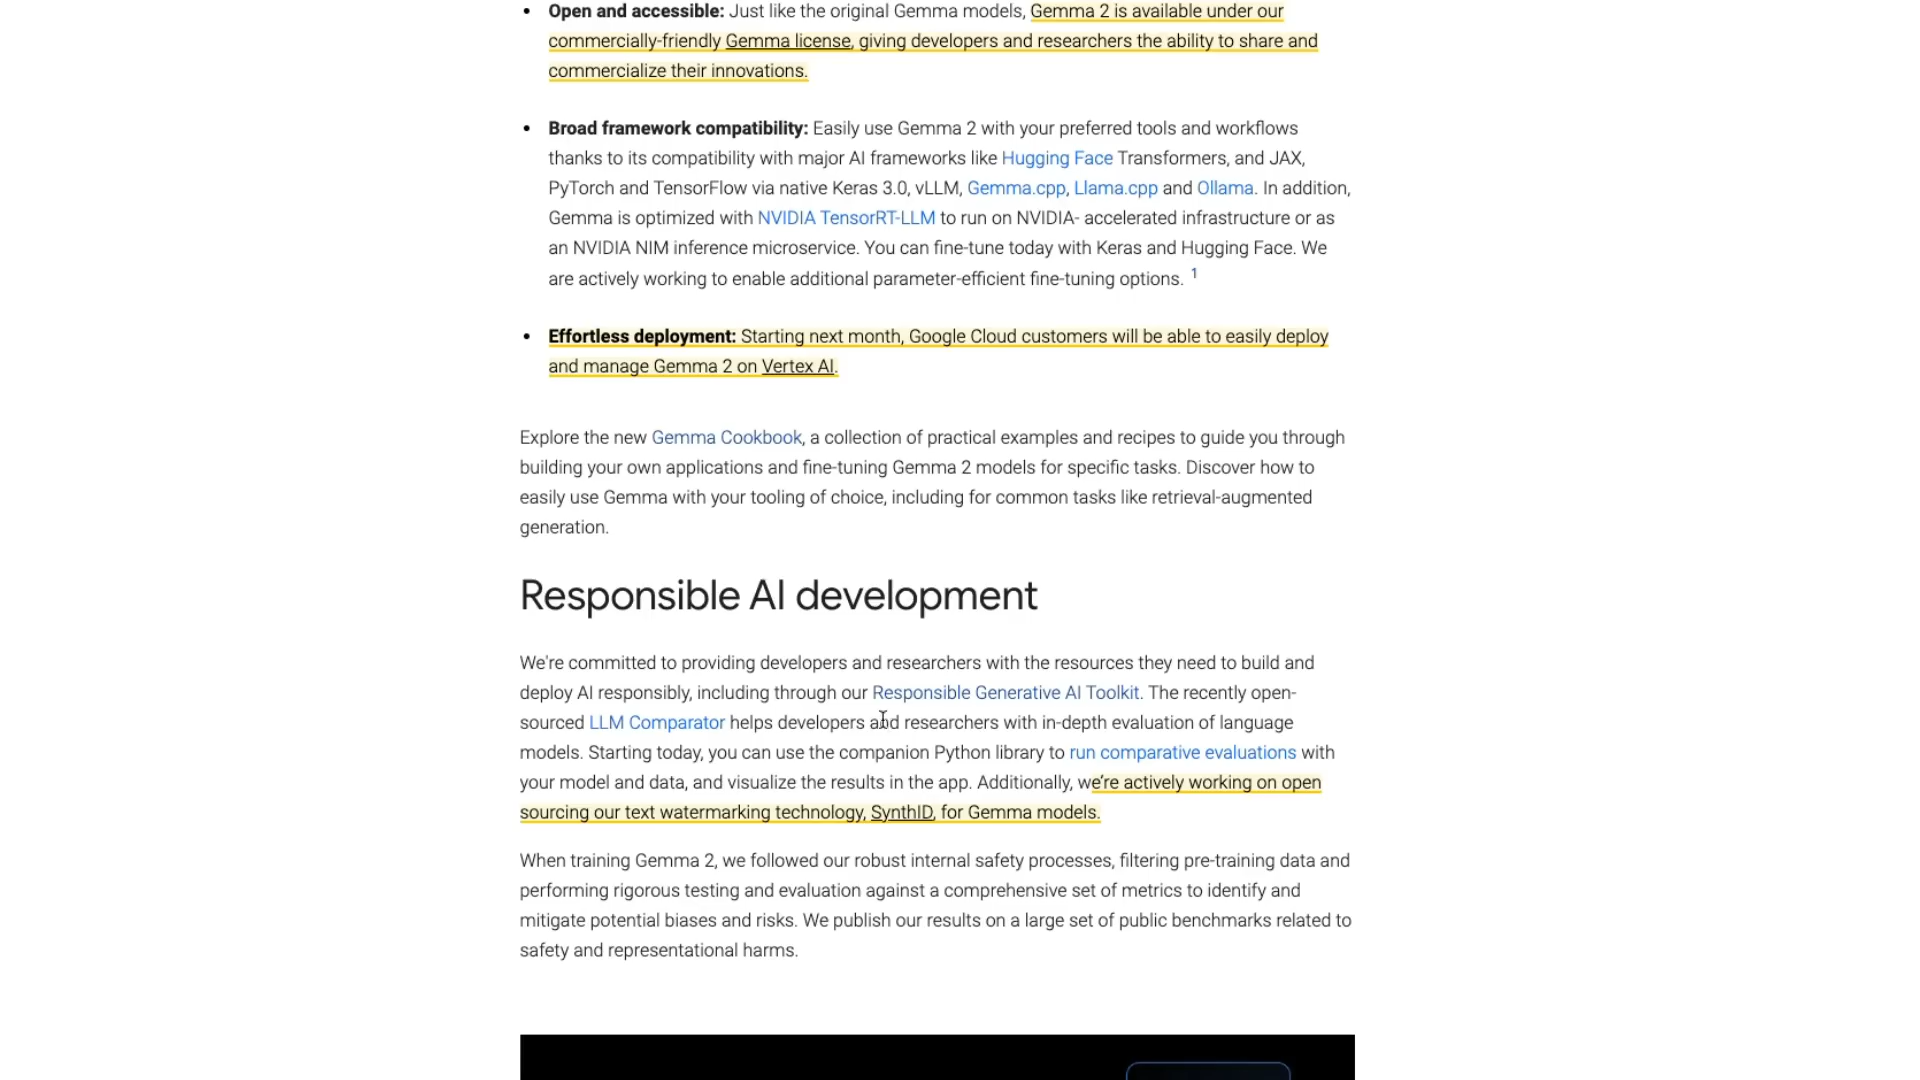 • Open and accessible: Just like the original Gemma models, Gemma 2 is available under our
commercially-friendly Gemma license, giving developers and researchers the ability to share and
commercialize their innovations.
• Broad framework compatibility: Easily use Gemma 2 with your preferred tools and workflows
thanks to its compatibility with major AI frameworks like Hugging Face Transformers, and JAX,
PyTorch and TensorFlow via native Keras 3.0, vLLM, Gemma.cpp, Llama.cpp and Ollama. In addition,
Gemma is optimized with NVIDIA TensorRT-LLM to run on NVIDIA- accelerated infrastructure or as
an NVIDIA NIM inference microservice. You can fine-tune today with Keras and Hugging Face. We
are actively working to enable additional parameter-efficient fine-tuning options. 1
• Effortless deployment: Starting next month, Google Cloud customers will be able to easily deploy
and manage Gemma 2 on Vertex AI.
Explore the new Gemma Cookbook, a collection of practical examples and recipes to guide you through
building your own applications and fine-tuning Gemma 2 models for specific tasks. Discover how to
easily use Gemma with your tooling of choice, including for common tasks like retrieval-augmented
generation.
Responsible AI development
We're committed to providing developers and researchers with the resources they need to build and
deploy AI responsibly, including through our Responsible Generative AI Toolkit. The recently open-
sourced LLM Comparator helps developers and researchers with in-depth evaluation of language
models. Starting today, you can use the companion Python library to run comparative evaluations with
your model and data, and visualize the results in the app. Additionally, we're actively working on open
sourcing our text watermarking technology, SynthID, for Gemma models.
When training Gemma 2, we followed our robust internal safety processes, filtering pre-training data and
performing rigorous testing and evaluation against a comprehensive set of metrics to identify and
mitigate potential biases and risks. We publish our results on a large set of public benchmarks related to
safety and representational harms.